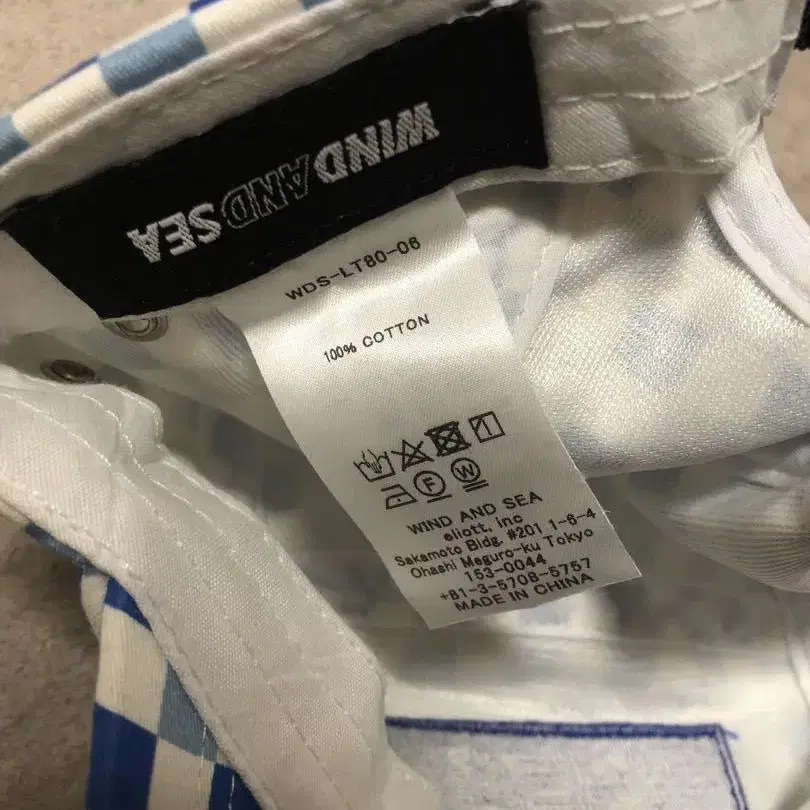 WIND AND SEA
WDS-LT80-06
100% COTTON
F W
WIND AND SEA
eliott, inc
Sakamoto Bldg. #201 1-6-4
Ohashi Meguro-ku Tokyo
153-0044
+81-3-5708-5757
MADE IN CHINA